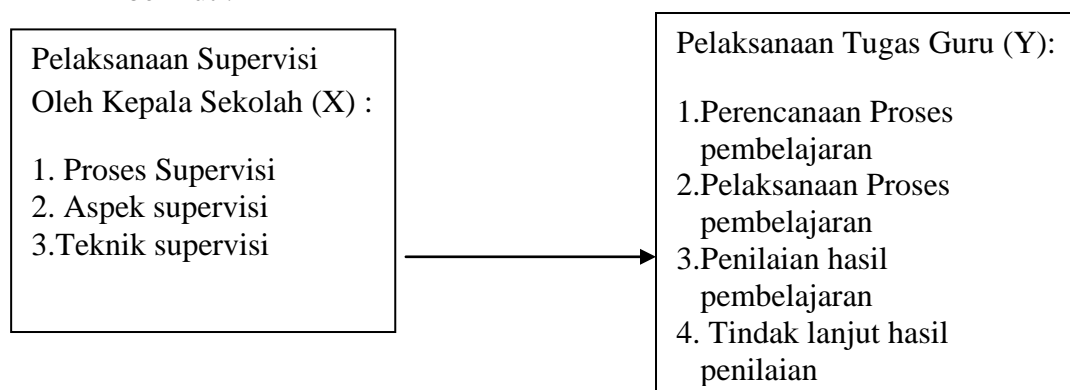 Pelaksanaan Supervisi
Oleh Kepala Sekolah (X) :
1. Proses Supervisi
2. Aspek supervisi
3.Teknik supervisi
Pelaksanaan Tugas Guru (Y):
1.Perencanaan Proses
pembelajaran
2.Pelaksanaan Proses
pembelajaran
3.Penilaian hasil
pembelajaran
4. Tindak lanjut hasil
penilaian